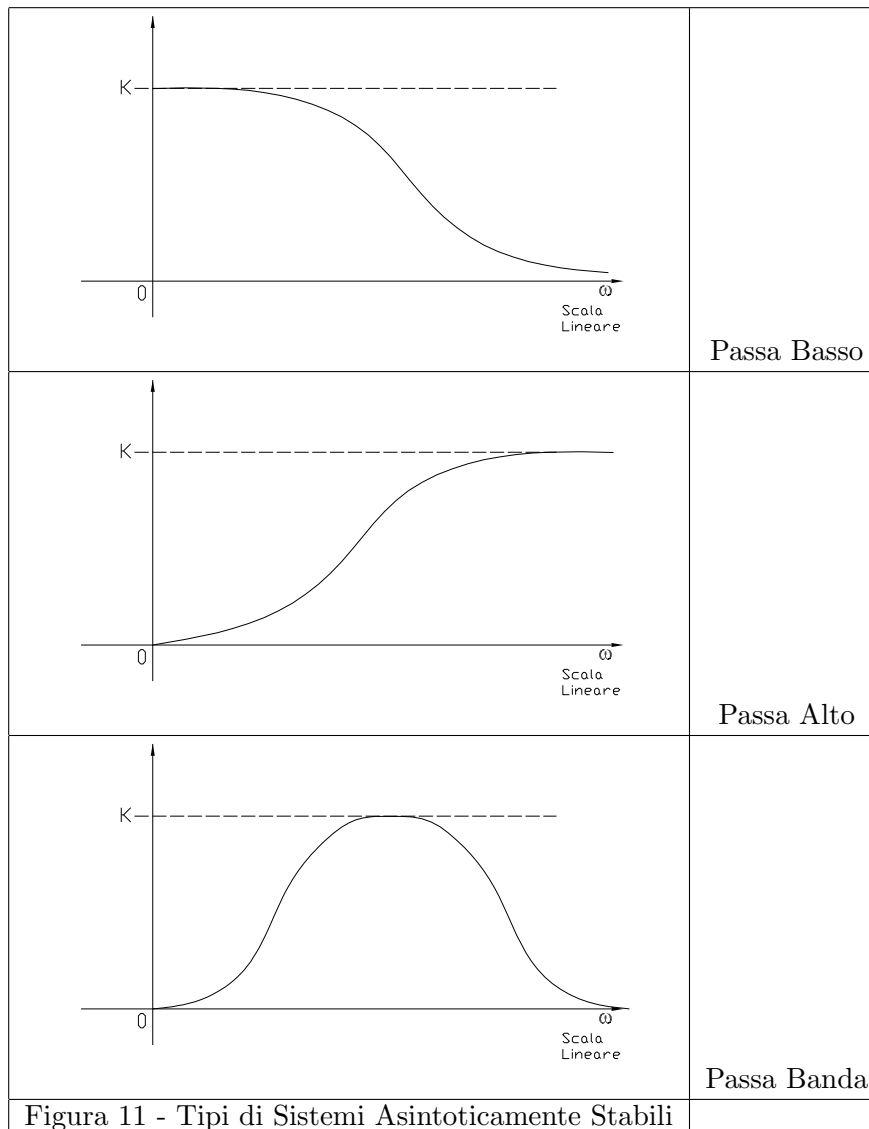 K
0
ω
Scala
Lineare
Passa Basso
K
0
ω
Scala
Lineare
Passa Alto
K
0
ω
Scala
Lineare
Passa Banda
Figura 11 - Tipi di Sistemi Asintoticamente Stabili